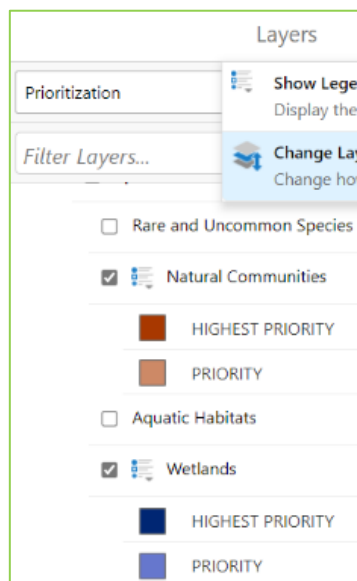 Layers
Prioritization
Show Lege
Display the
Filter Layers...
Change La
Change ho
Rare and Uncommon Species
Natural Communities
HIGHEST PRIORITY
PRIORITY
Aquatic Habitats
Wetlands
HIGHEST PRIORITY
PRIORITY